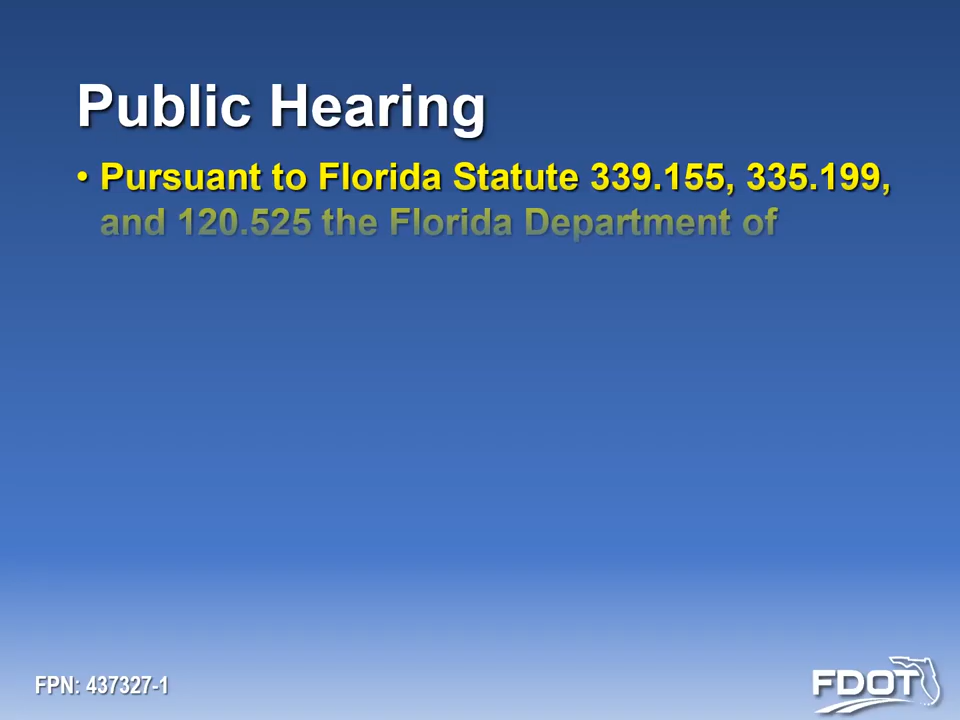 Public Hearing
• Pursuant to Florida Statute 339.155, 335.199,
and 120.525 the Florida Department of
FPN: 437327-1
FDOT